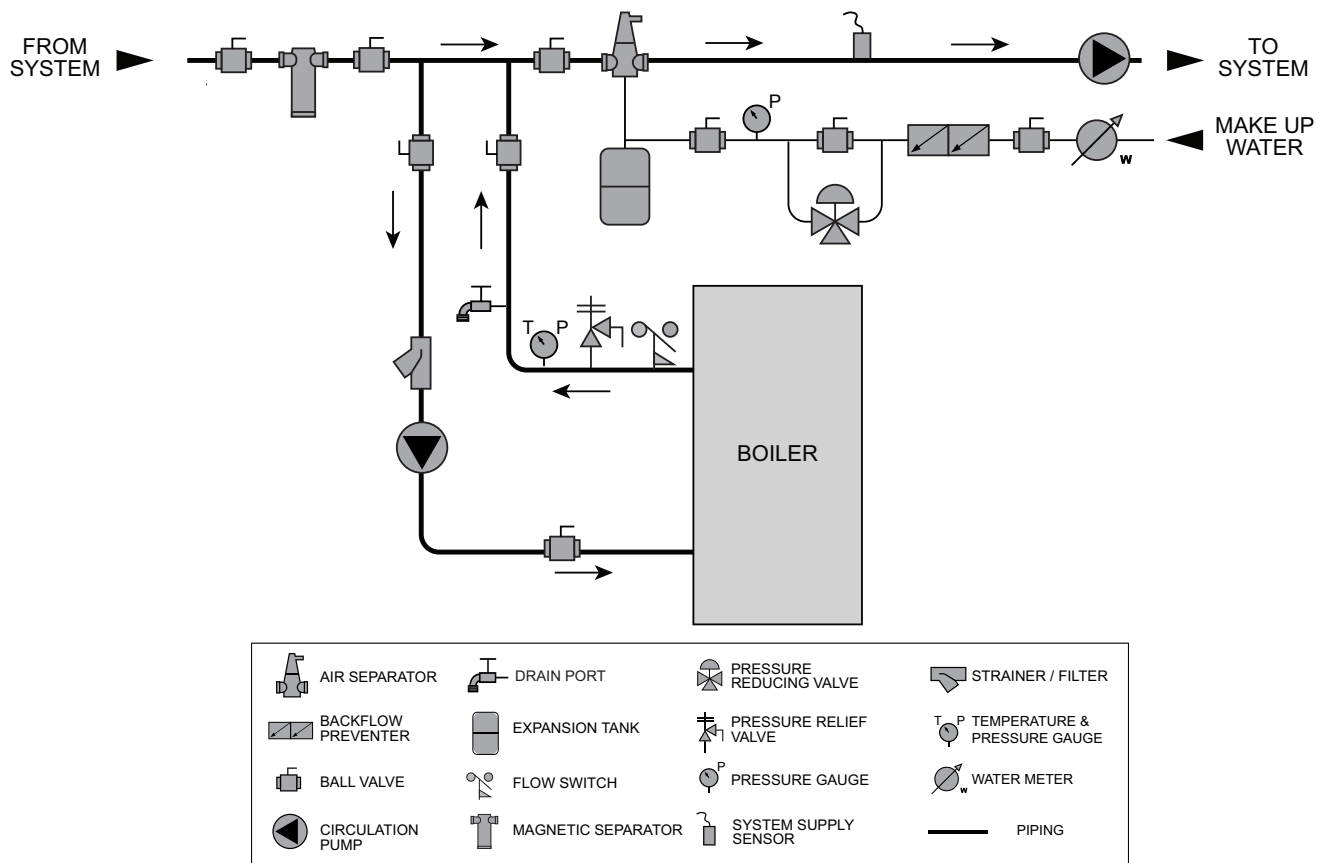 FROM
SYSTEM
TO
SYSTEM
P
MAKE UP
WATER
w
T P
BOILER
AIR SEPARATOR
DRAIN PORT
PRESSURE
REDUCING VALVE
STRAINER / FILTER
BACKFLOW
PREVENTER
EXPANSION TANK
PRESSURE RELIEF
VALVE
T P
TEMPERATURE &
PRESSURE GAUGE
BALL VALVE
FLOW SWITCH
P
PRESSURE GAUGE
w
WATER METER
CIRCULATION
PUMP
MAGNETIC SEPARATOR
SYSTEM SUPPLY
SENSOR
PIPING